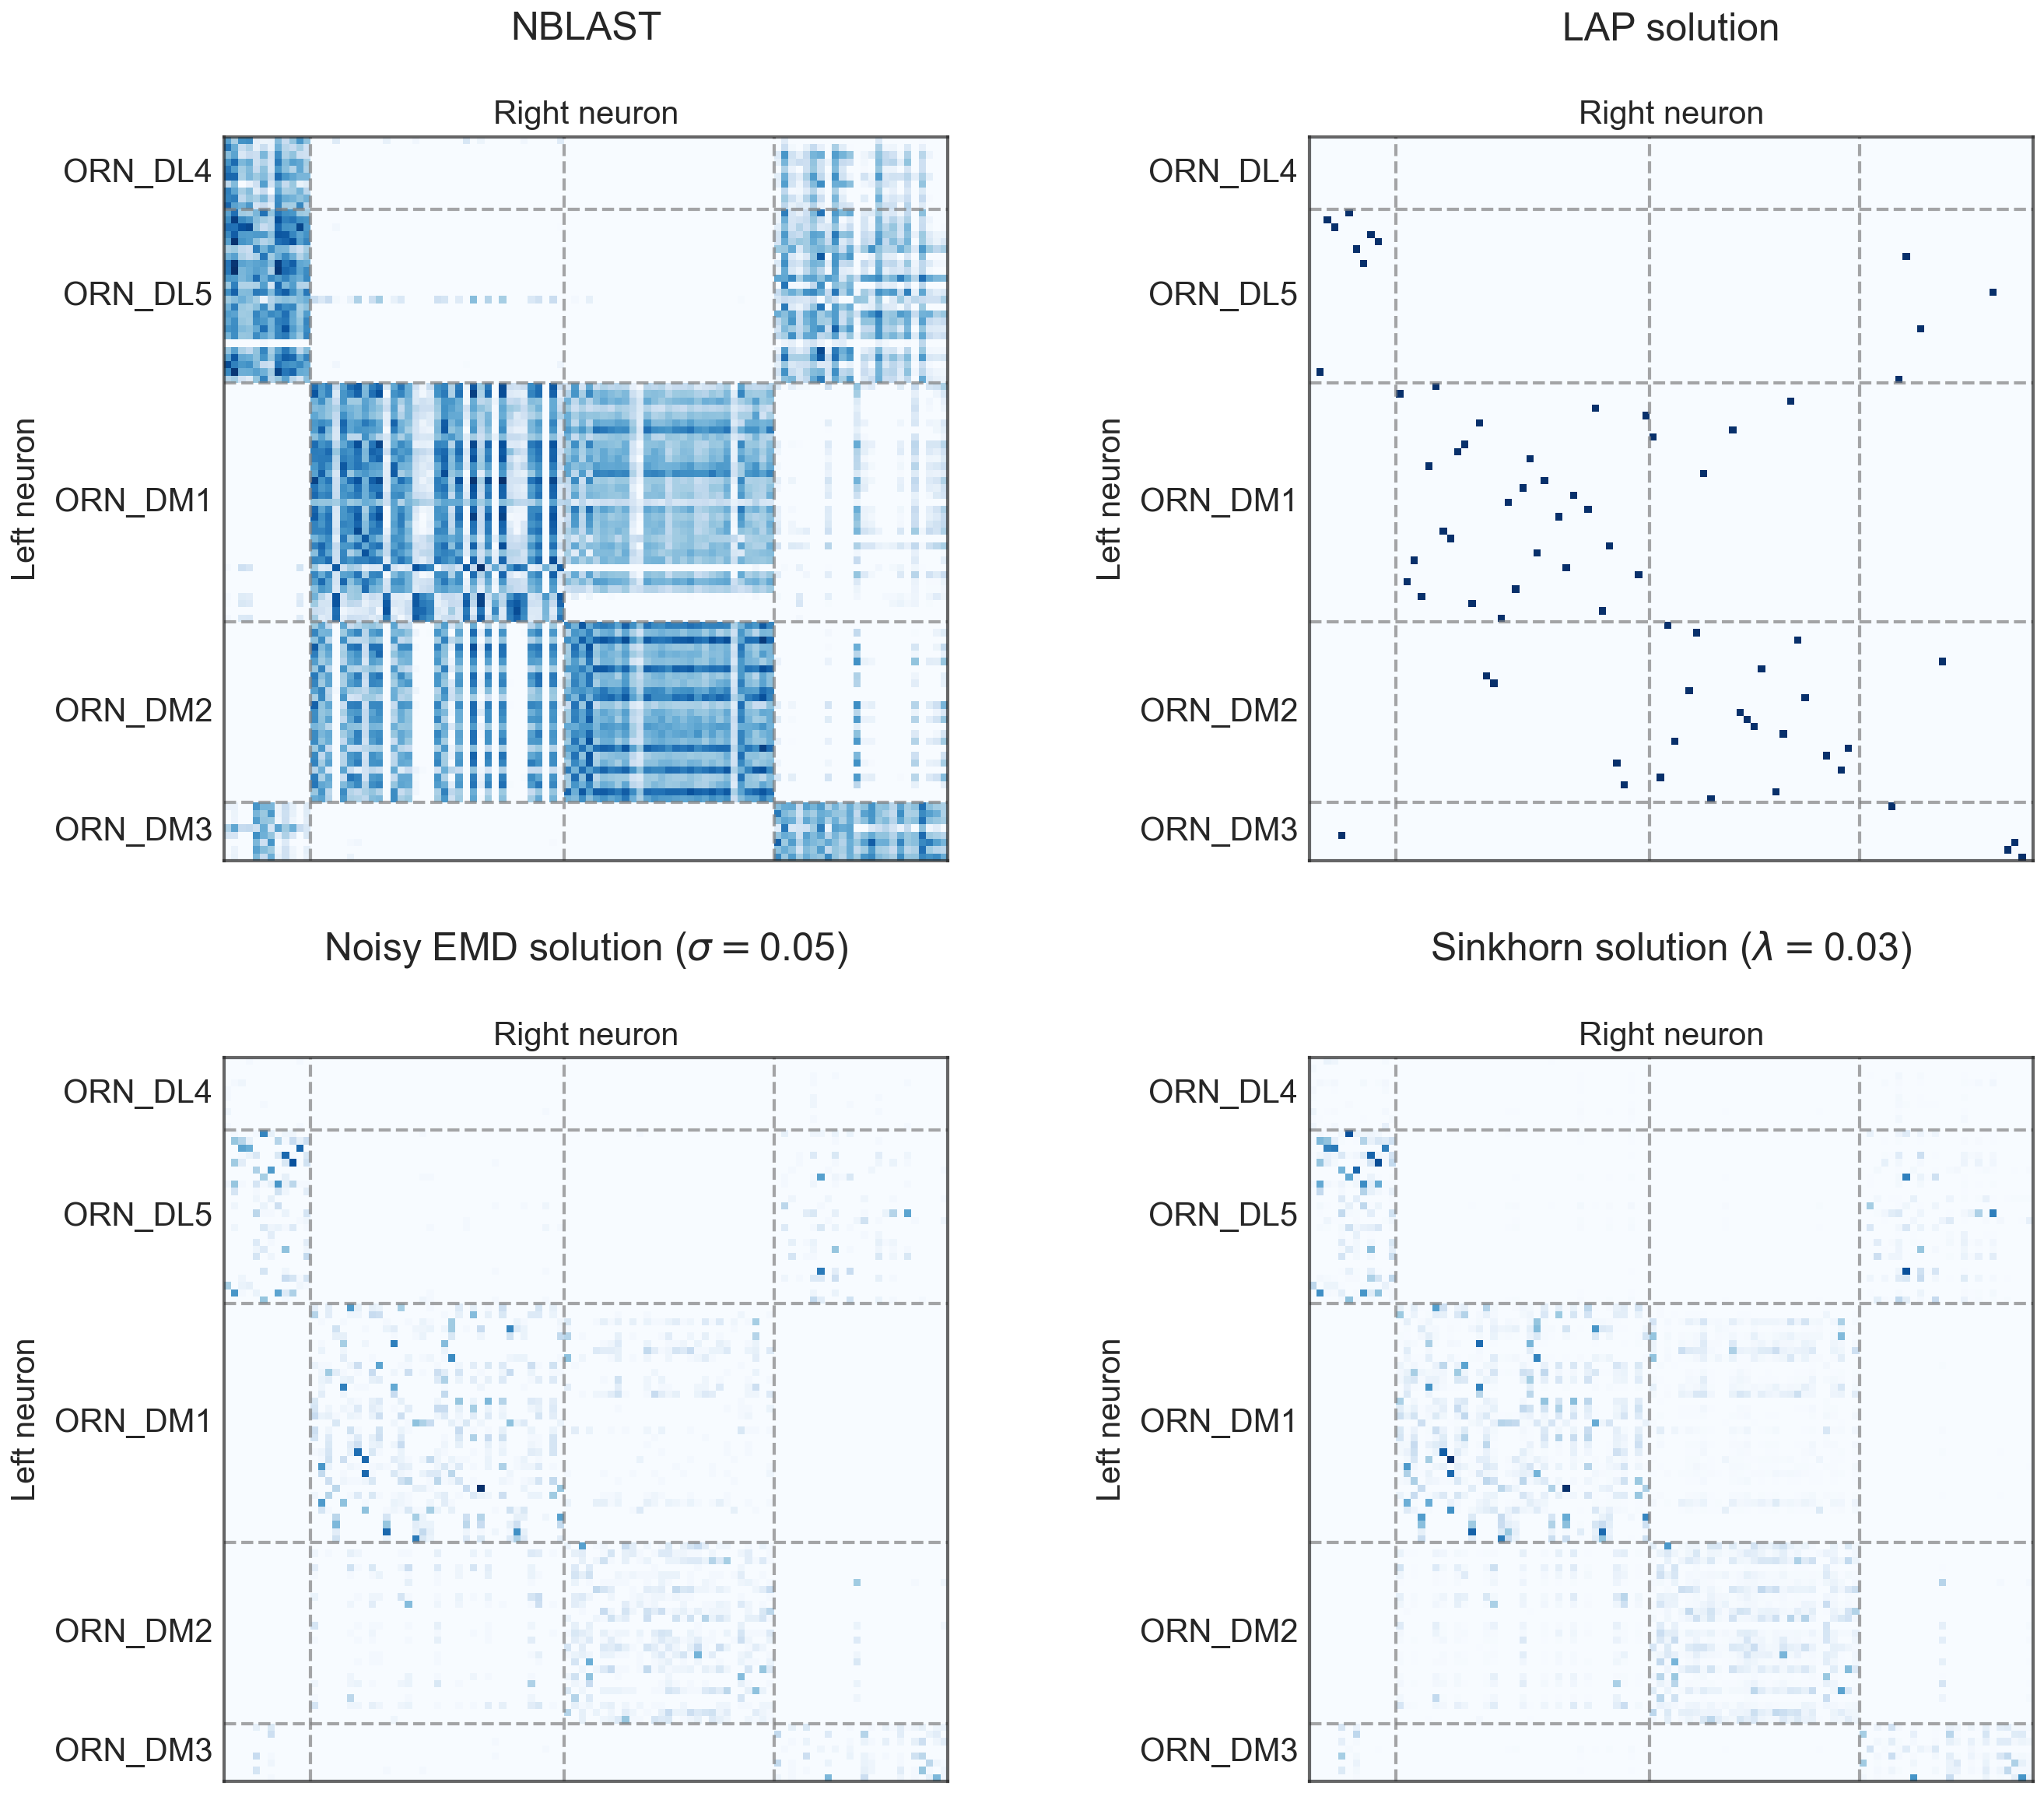 NBLAST
Right neuron
Left neuron
ORN_DL4
ORN_DL5
ORN_DM1
ORN_DM2
ORN_DM3
LAP solution
Right neuron
Left neuron
ORN_DL4
ORN_DL5
ORN_DM1
ORN_DM2
ORN_DM3
Noisy EMD solution (σ = 0.05)
Right neuron
Left neuron
ORN_DL4
ORN_DL5
ORN_DM1
ORN_DM2
ORN_DM3
Sinkhorn solution (λ = 0.03)
Right neuron
Left neuron
ORN_DL4
ORN_DL5
ORN_DM1
ORN_DM2
ORN_DM3